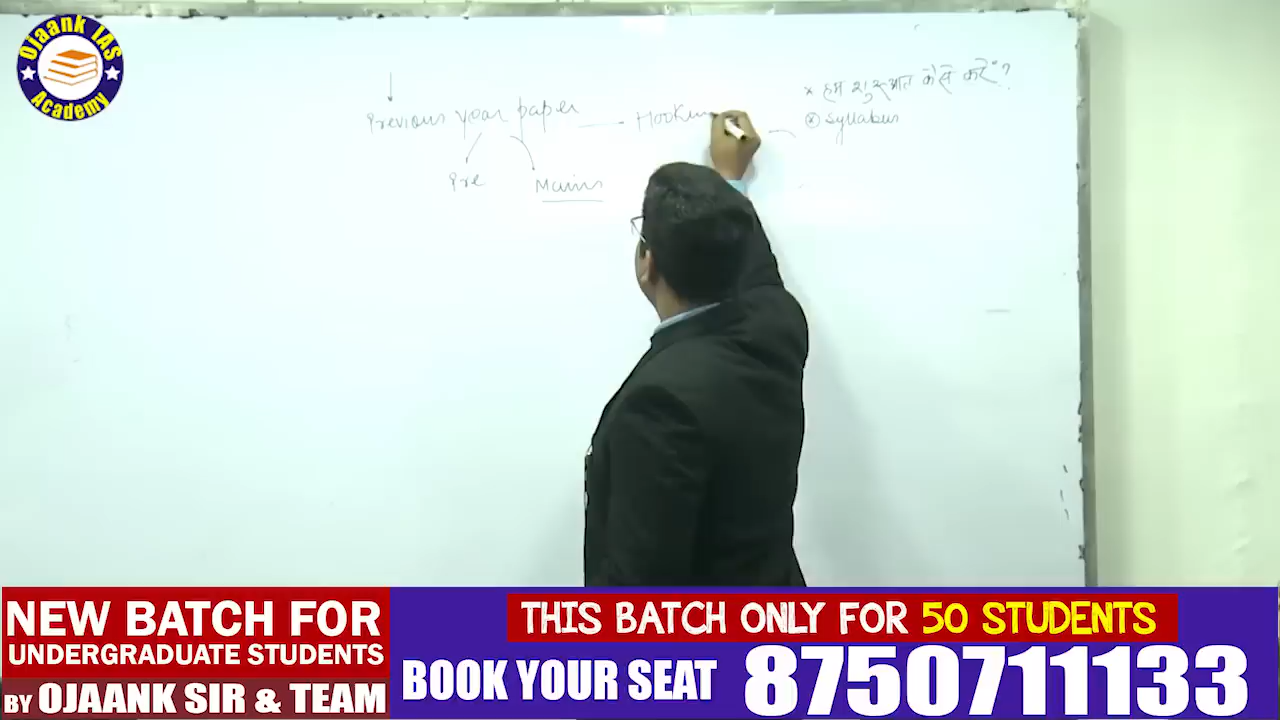 Ojaank IAS
Academy
* हम शुरुआत कैसे करें?
Previous year paper — Hookin
* Syllabus
Pre
Mains
NEW BATCH FOR
UNDERGRADUATE STUDENTS
BY OJAANK SIR & TEAM
THIS BATCH ONLY FOR 50 STUDENTS
BOOK YOUR SEAT 8750711133